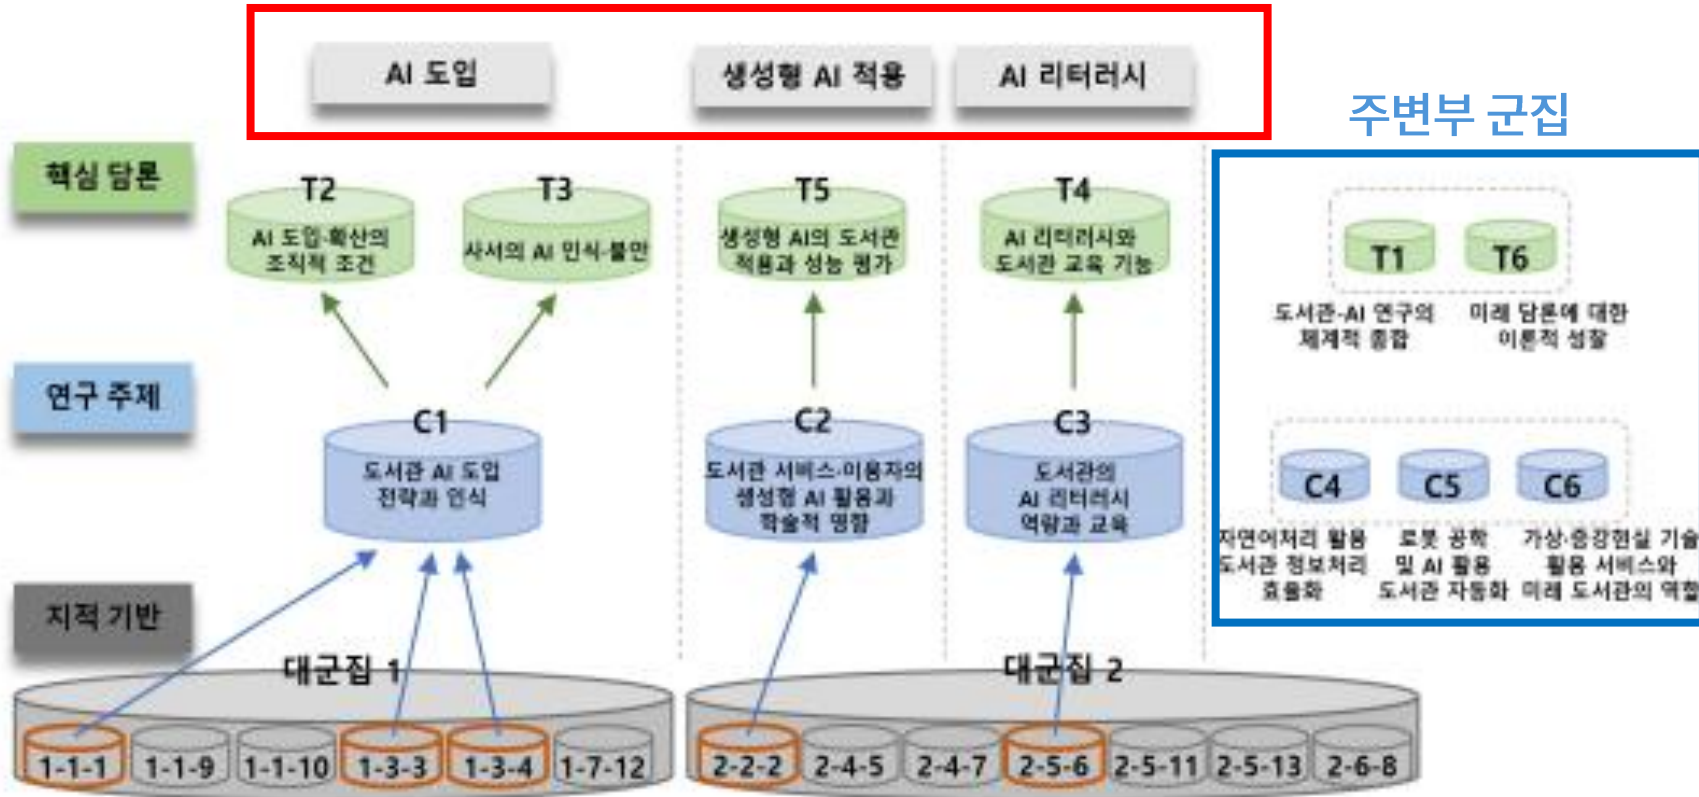 AI 도입
생성형 AI 적용
AI 리터러시
주변부 군집
핵심 담론
T2
AI 도입·확산의
조직적 조건
T3
사서의 AI 인식·불안
T5
생성형 AI의 도서관
적용과 성능 평가
T4
AI 리터러시와
도서관 교육 기능
T1
도서관-AI 연구의
체계적 종합
T6
미래 담론에 대한
이론적 성찰
연구 주제
C1
도서관 AI 도입
전략과 인식
C2
도서관 서비스·이용자의
생성형 AI 활용과
학술적 영향
C3
도서관의
AI 리터러시
역량과 교육
C4
자연어처리 활용
도서관 정보처리
효율화
C5
로봇 공학
및 AI 활용
도서관 자동화
C6
가상·증강현실 기술
활용 서비스와
미래 도서관의 역할
지적 기반
대군집 1
1-1-1
1-1-9
1-1-10
1-3-3
1-3-4
1-7-12
대군집 2
2-2-2
2-4-5
2-4-7
2-5-6
2-5-11
2-5-13
2-6-8